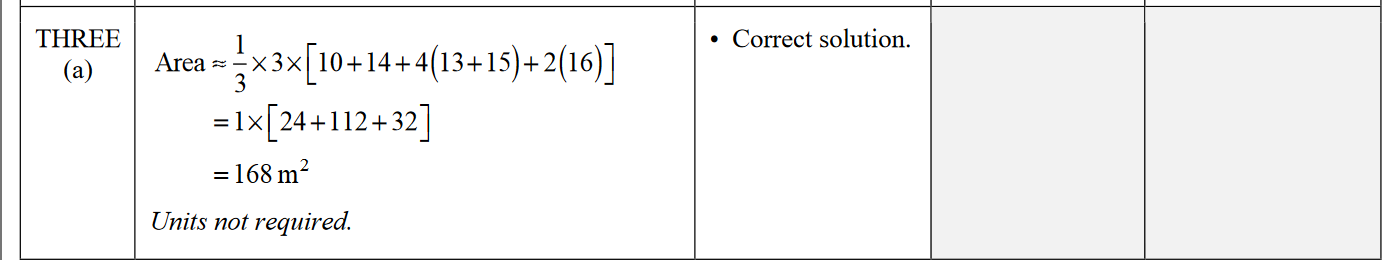 THREE
(a)
Area ≈ 1/3 × 3 × [10 + 14 + 4(13 + 15) + 2(16)]
= 1 × [24 + 112 + 32]
= 168 m²
Units not required.
• Correct solution.